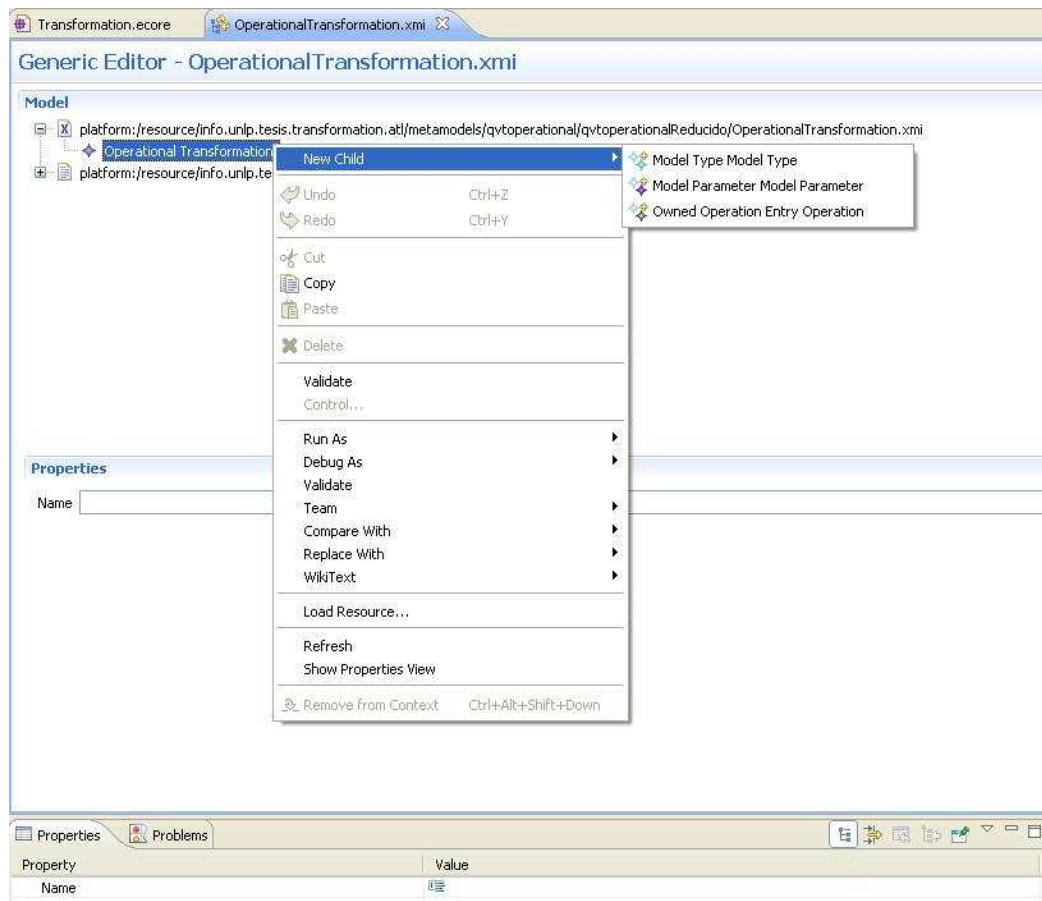 Transformation.ecore
OperationalTransformation.xmi
Generic Editor - OperationalTransformation.xmi
Model
platform:/resource/info.unlp.tesis.transformation.atl/metamodels/qvtoperational/qvtoperationalReducido/OperationalTransformation.xmi
Operational Transformation
platform:/resource/info.unlp.te
New Child
Model Type Model Type
Model Parameter Model Parameter
Owned Operation Entry Operation
Undo Ctrl+Z
Redo Ctrl+Y
Cut
Copy
Paste
Delete
Validate
Control...
Run As
Debug As
Validate
Team
Compare With
Replace With
WikiText
Load Resource...
Refresh
Show Properties View
Remove from Context Ctrl+Alt+Shift+Down
Properties
Name
Properties
Problems
Property Value
Name